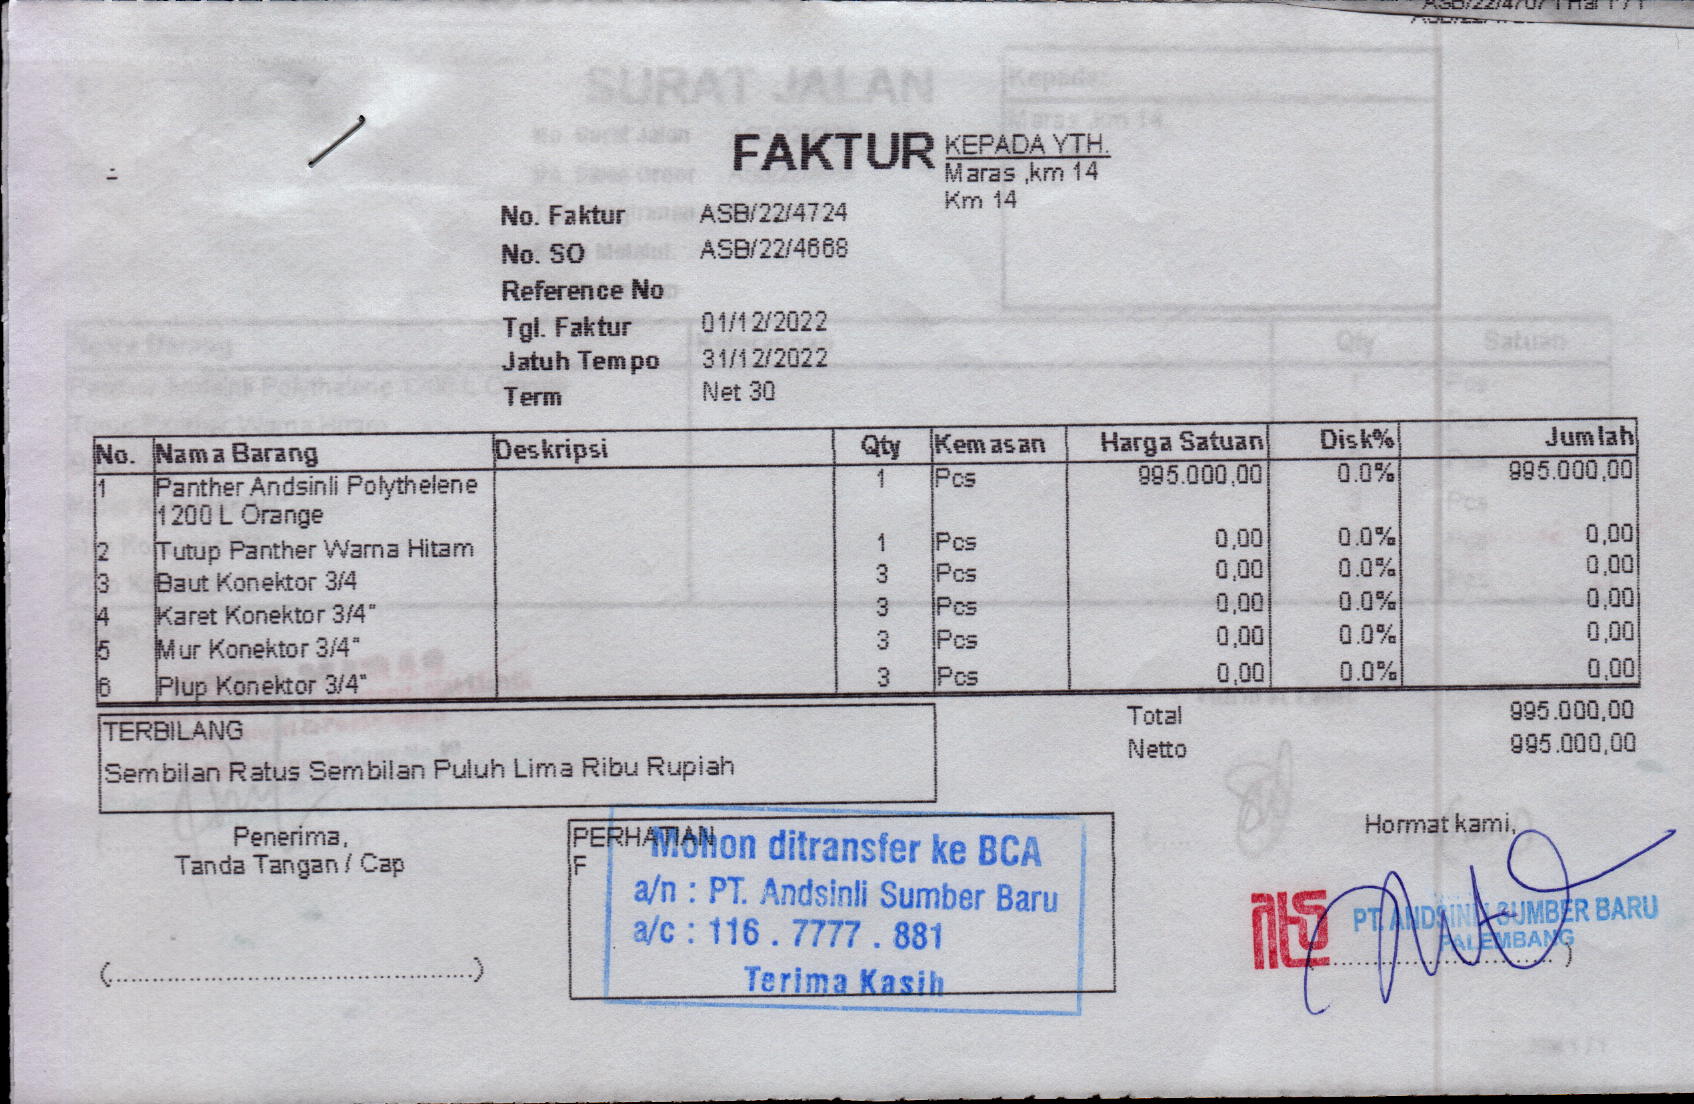 FAKTUR
KEPADA YTH.
Maras ,km 14
Km 14
No. Faktur ASB/22/4724
No. SO ASB/22/4668
Reference No
Tgl. Faktur 01/12/2022
Jatuh Tempo 31/12/2022
Term Net 30
No. Nama Barang Deskripsi Qty Kemasan Harga Satuan Disk% Jumlah
1 Panther Andsinli Polythelene 1 Pcs 995.000,00 0.0% 995.000,00
1200 L Orange
2 Tutup Panther Warna Hitam 1 Pcs 0,00 0.0% 0,00
3 Baut Konektor 3/4 3 Pcs 0,00 0.0% 0,00
4 Karet Konektor 3/4" 3 Pcs 0,00 0.0% 0,00
5 Mur Konektor 3/4" 3 Pcs 0,00 0.0% 0,00
6 Plup Konektor 3/4" 3 Pcs 0,00 0.0% 0,00
TERBILANG
Sembilan Ratus Sembilan Puluh Lima Ribu Rupiah
Total 995.000,00
Netto 995.000,00
Penerima,
Tanda Tangan / Cap
(................................................)
PERHATIAN
F
Mohon ditransfer ke BCA
a/n : PT. Andsinli Sumber Baru
a/c : 116 . 7777 . 881
Terima Kasih
Hormat kami,
PT. ANDSINLI SUMBER BARU
PALEMBANG
SURAT JALAN
Kepada
Maras ,km 14
Nama Barang Qty Satuan